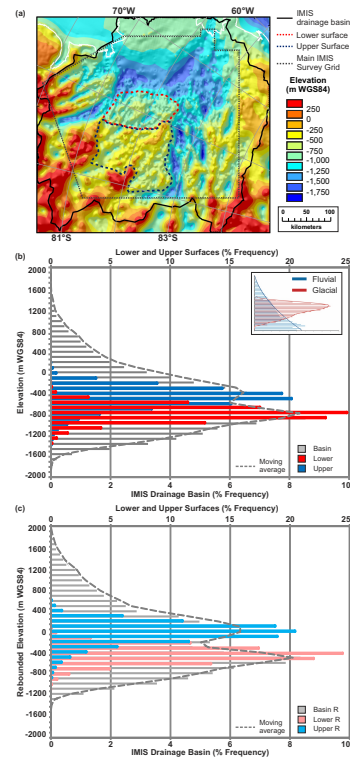 (a)
70°W
60°W
81°S
83°S
IMIS
drainage basin
Lower surface
Upper Surface
Main IMIS
Survey Grid
Elevation
(m WGS84)
250
0
-250
-500
-750
-1,000
-1,250
-1,500
-1,750
0
50
100
kilometers
(b)
Lower and Upper Surfaces (% Frequency)
0
5
10
15
20
25
Elevation (m WGS84)
2000
1600
1200
800
400
0
-400
-800
-1200
-1600
-2000
Fluvial
Glacial
Moving
average
Basin
Lower
Upper
0
2
4
6
8
10
IMIS Drainage Basin (% Frequency)
(c)
Lower and Upper Surfaces (% Frequency)
0
5
10
15
20
25
Rebounded Elevation (m WGS84)
2000
1600
1200
800
400
0
-400
-800
-1200
-1600
-2000
Moving
average
Basin R
Lower R
Upper R
0
2
4
6
8
10
IMIS Drainage Basin (% Frequency)